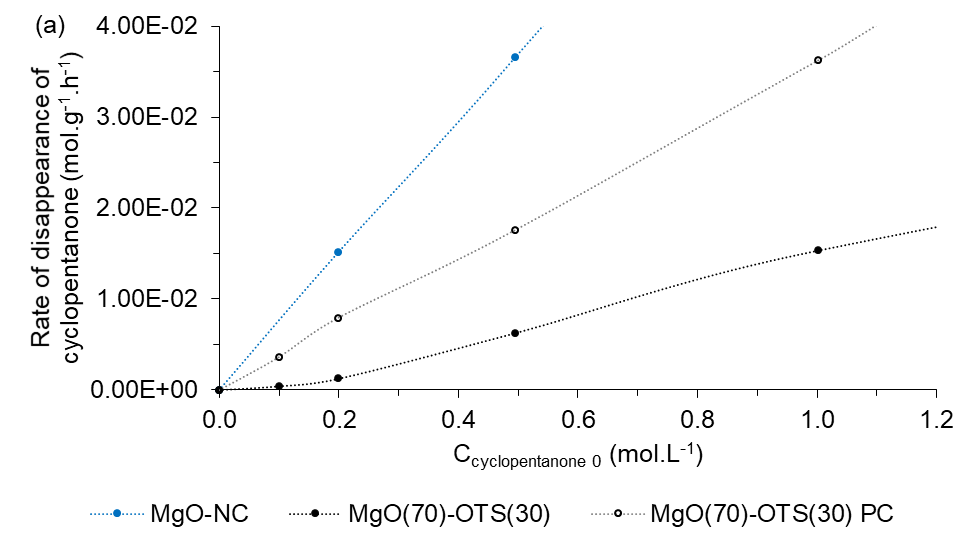 (a)
Rate of disappearance of
cyclopentanone (mol.g-1.h-1)
4.00E-02
3.00E-02
2.00E-02
1.00E-02
0.00E+00
0.0 0.2 0.4 0.6 0.8 1.0 1.2
Ccyclopentanone 0 (mol.L-1)
MgO-NC MgO(70)-OTS(30) MgO(70)-OTS(30) PC